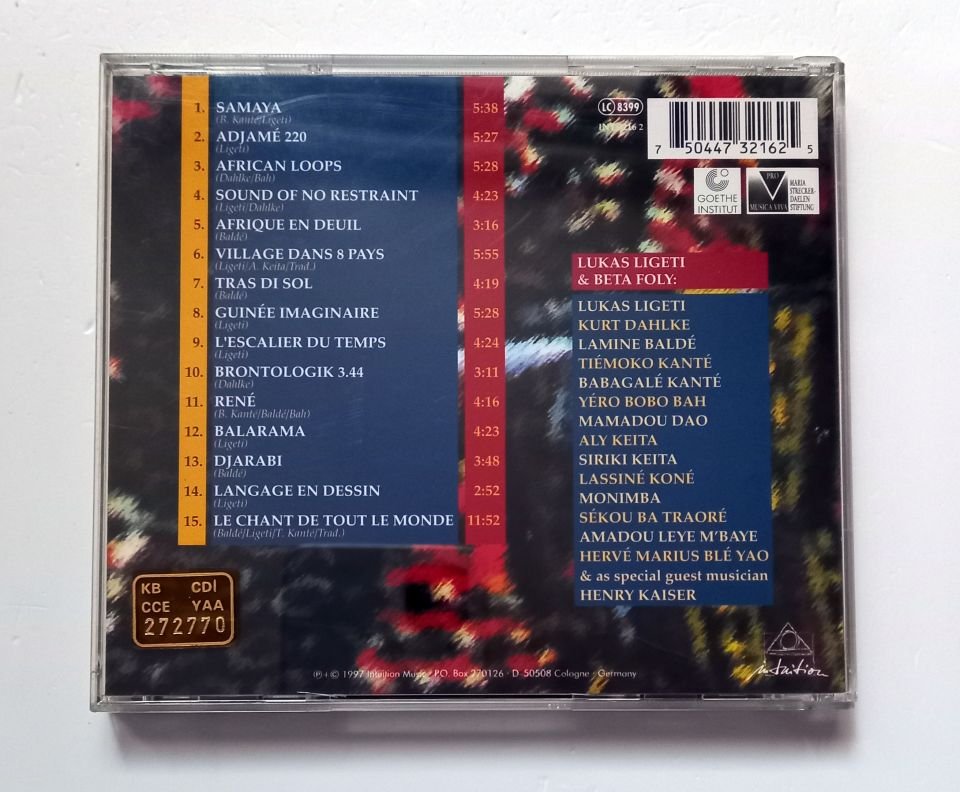 1. SAMAYA 5:38
(B. Kanté/Ligeti)
2. ADJAMÉ 220 5:27
(Ligeti)
3. AFRICAN LOOPS 5:28
(Dahlke/Bah)
4. SOUND OF NO RESTRAINT 4:23
(Ligeti/Dahlke)
5. AFRIQUE EN DEUIL 3:16
(Baldé)
6. VILLAGE DANS 8 PAYS 5:55
(Ligeti/A. Keita/Trad.)
7. TRAS DI SOL 4:19
(Baldé)
8. GUINÉE IMAGINAIRE 5:28
(Ligeti)
9. L'ESCALIER DU TEMPS 4:24
(Ligeti)
10. BRONTOLOGIK 3.44 3:11
(Dahlke)
11. RENÉ 4:16
(B. Kanté/Baldé/Bah)
12. BALARAMA 4:23
(Ligeti)
13. DJARABI 3:48
(Baldé)
14. LANGAGE EN DESSIN 2:52
(Ligeti)
15. LE CHANT DE TOUT LE MONDE 11:52
(Baldé/Ligeti/T. Kanté/Trad.)
LC 8399
7 50447 32162 5
GOETHE
INSTITUT
PRO
MUSICA VIVA
MARIA
STRECKER-
DAELEN
STIFTUNG
LUKAS LIGETI
& BETA FOLY:
LUKAS LIGETI
KURT DAHLKE
LAMINE BALDÉ
TIÉMOKO KANTÉ
BABAGALÉ KANTÉ
YÉRO BOBO BAH
MAMADOU DAO
ALY KEITA
SIRIKI KEITA
LASSINÉ KONÉ
MONIMBA
SÉKOU BA TRAORÉ
AMADOU LEYE M'BAYE
HERVÉ MARIUS BLÉ YAO
& as special guest musician
HENRY KAISER
KB CDI
CCE YAA
272770
℗ + © 1997 Intuition Music · P.O. Box 270126 · D-50508 Cologne · Germany
intuition